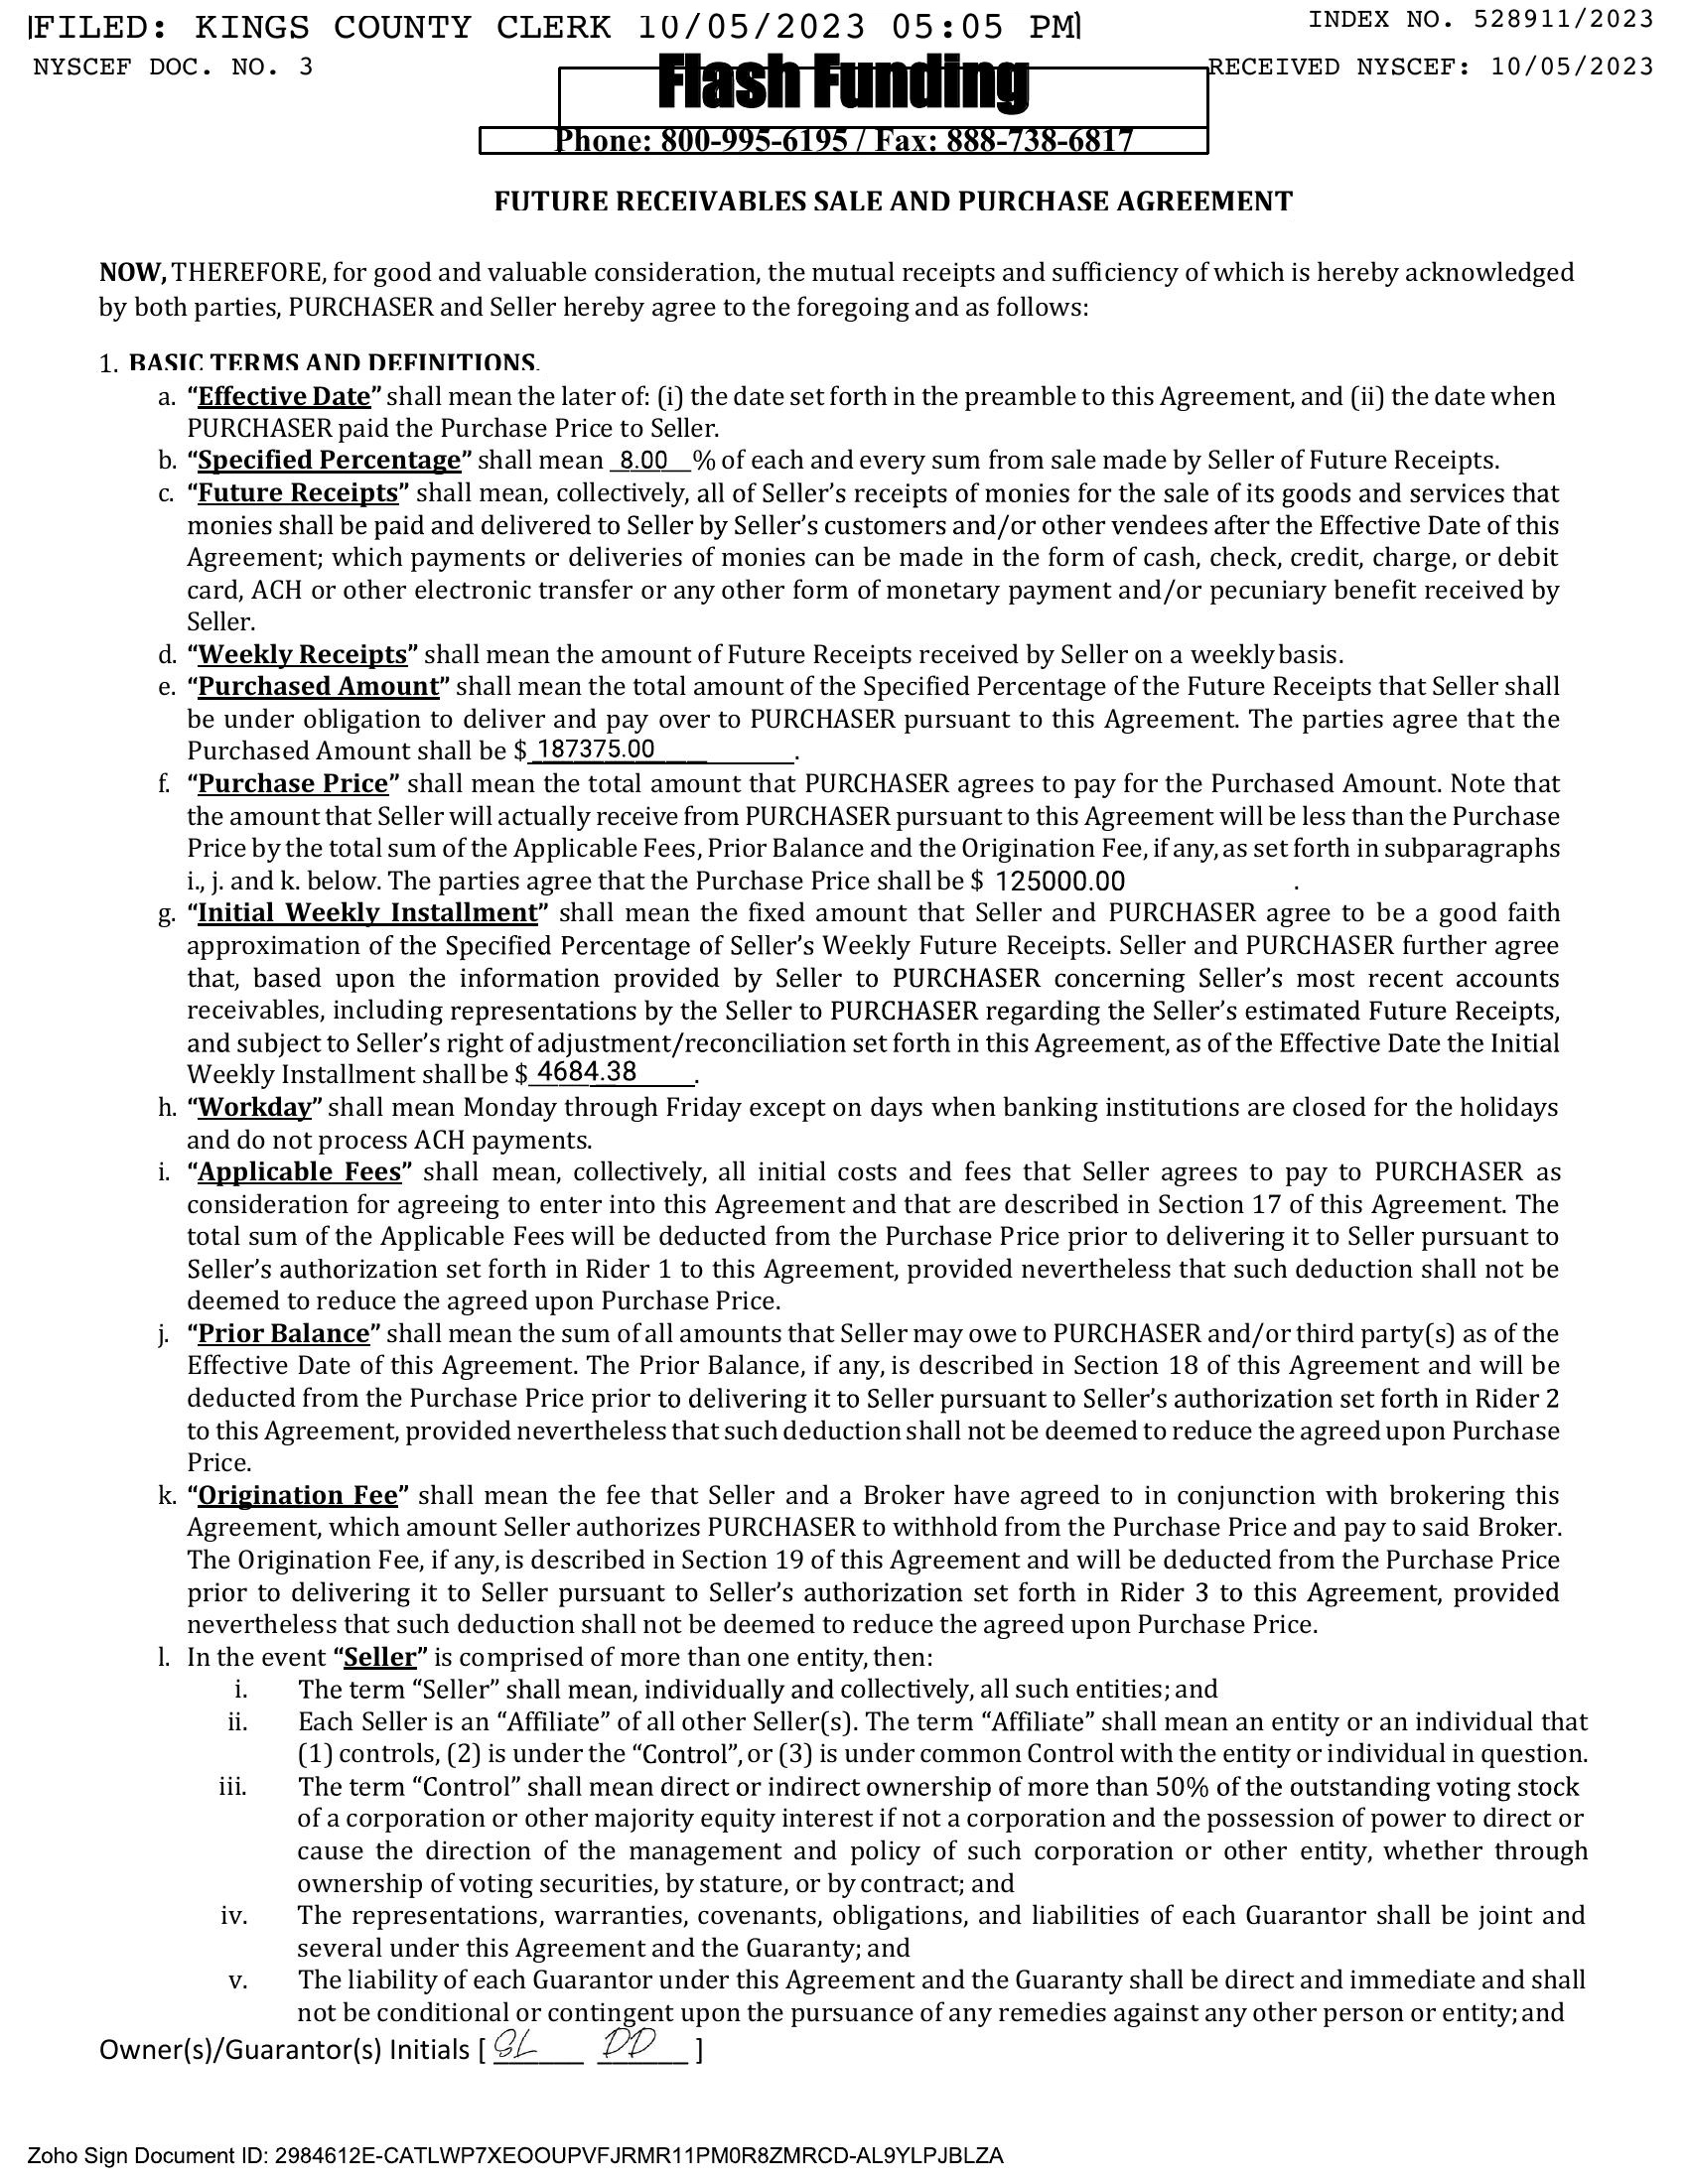 FILED: KINGS COUNTY CLERK 10/05/2023 05:05 PM
INDEX NO. 528911/2023
NYSCEF DOC. NO. 3
RECEIVED NYSCEF: 10/05/2023
Flash Funding
Phone: 800-995-6195 / Fax: 888-738-6817
FUTURE RECEIVABLES SALE AND PURCHASE AGREEMENT
NOW, THEREFORE, for good and valuable consideration, the mutual receipts and sufficiency of which is hereby acknowledged
by both parties, PURCHASER and Seller hereby agree to the foregoing and as follows:
1. BASIC TERMS AND DEFINITIONS.
a. “Effective Date” shall mean the later of: (i) the date set forth in the preamble to this Agreement, and (ii) the date when
PURCHASER paid the Purchase Price to Seller.
b. “Specified Percentage” shall mean 8.00 % of each and every sum from sale made by Seller of Future Receipts.
c. “Future Receipts” shall mean, collectively, all of Seller’s receipts of monies for the sale of its goods and services that
monies shall be paid and delivered to Seller by Seller’s customers and/or other vendees after the Effective Date of this
Agreement; which payments or deliveries of monies can be made in the form of cash, check, credit, charge, or debit
card, ACH or other electronic transfer or any other form of monetary payment and/or pecuniary benefit received by
Seller.
d. “Weekly Receipts” shall mean the amount of Future Receipts received by Seller on a weekly basis.
e. “Purchased Amount” shall mean the total amount of the Specified Percentage of the Future Receipts that Seller shall
be under obligation to deliver and pay over to PURCHASER pursuant to this Agreement. The parties agree that the
Purchased Amount shall be $ 187375.00 .
f. “Purchase Price” shall mean the total amount that PURCHASER agrees to pay for the Purchased Amount. Note that
the amount that Seller will actually receive from PURCHASER pursuant to this Agreement will be less than the Purchase
Price by the total sum of the Applicable Fees, Prior Balance and the Origination Fee, if any, as set forth in subparagraphs
i., j. and k. below. The parties agree that the Purchase Price shall be $ 125000.00 .
g. “Initial Weekly Installment” shall mean the fixed amount that Seller and PURCHASER agree to be a good faith
approximation of the Specified Percentage of Seller’s Weekly Future Receipts. Seller and PURCHASER further agree
that, based upon the information provided by Seller to PURCHASER concerning Seller’s most recent accounts
receivables, including representations by the Seller to PURCHASER regarding the Seller’s estimated Future Receipts,
and subject to Seller’s right of adjustment/reconciliation set forth in this Agreement, as of the Effective Date the Initial
Weekly Installment shall be $ 4684.38 .
h. “Workday” shall mean Monday through Friday except on days when banking institutions are closed for the holidays
and do not process ACH payments.
i. “Applicable Fees” shall mean, collectively, all initial costs and fees that Seller agrees to pay to PURCHASER as
consideration for agreeing to enter into this Agreement and that are described in Section 17 of this Agreement. The
total sum of the Applicable Fees will be deducted from the Purchase Price prior to delivering it to Seller pursuant to
Seller’s authorization set forth in Rider 1 to this Agreement, provided nevertheless that such deduction shall not be
deemed to reduce the agreed upon Purchase Price.
j. “Prior Balance” shall mean the sum of all amounts that Seller may owe to PURCHASER and/or third party(s) as of the
Effective Date of this Agreement. The Prior Balance, if any, is described in Section 18 of this Agreement and will be
deducted from the Purchase Price prior to delivering it to Seller pursuant to Seller’s authorization set forth in Rider 2
to this Agreement, provided nevertheless that such deduction shall not be deemed to reduce the agreed upon Purchase
Price.
k. “Origination Fee” shall mean the fee that Seller and a Broker have agreed to in conjunction with brokering this
Agreement, which amount Seller authorizes PURCHASER to withhold from the Purchase Price and pay to said Broker.
The Origination Fee, if any, is described in Section 19 of this Agreement and will be deducted from the Purchase Price
prior to delivering it to Seller pursuant to Seller’s authorization set forth in Rider 3 to this Agreement, provided
nevertheless that such deduction shall not be deemed to reduce the agreed upon Purchase Price.
l. In the event “Seller” is comprised of more than one entity, then:
i. The term “Seller” shall mean, individually and collectively, all such entities; and
ii. Each Seller is an “Affiliate” of all other Seller(s). The term “Affiliate” shall mean an entity or an individual that
(1) controls, (2) is under the “Control”, or (3) is under common Control with the entity or individual in question.
iii. The term “Control” shall mean direct or indirect ownership of more than 50% of the outstanding voting stock
of a corporation or other majority equity interest if not a corporation and the possession of power to direct or
cause the direction of the management and policy of such corporation or other entity, whether through
ownership of voting securities, by stature, or by contract; and
iv. The representations, warranties, covenants, obligations, and liabilities of each Guarantor shall be joint and
several under this Agreement and the Guaranty; and
v. The liability of each Guarantor under this Agreement and the Guaranty shall be direct and immediate and shall
not be conditional or contingent upon the pursuance of any remedies against any other person or entity; and
Owner(s)/Guarantor(s) Initials [ SL DD ]
Zoho Sign Document ID: 2984612E-CATLWP7XEOOUPVFJRMR11PM0R8ZMRCD-AL9YLPJBLZA